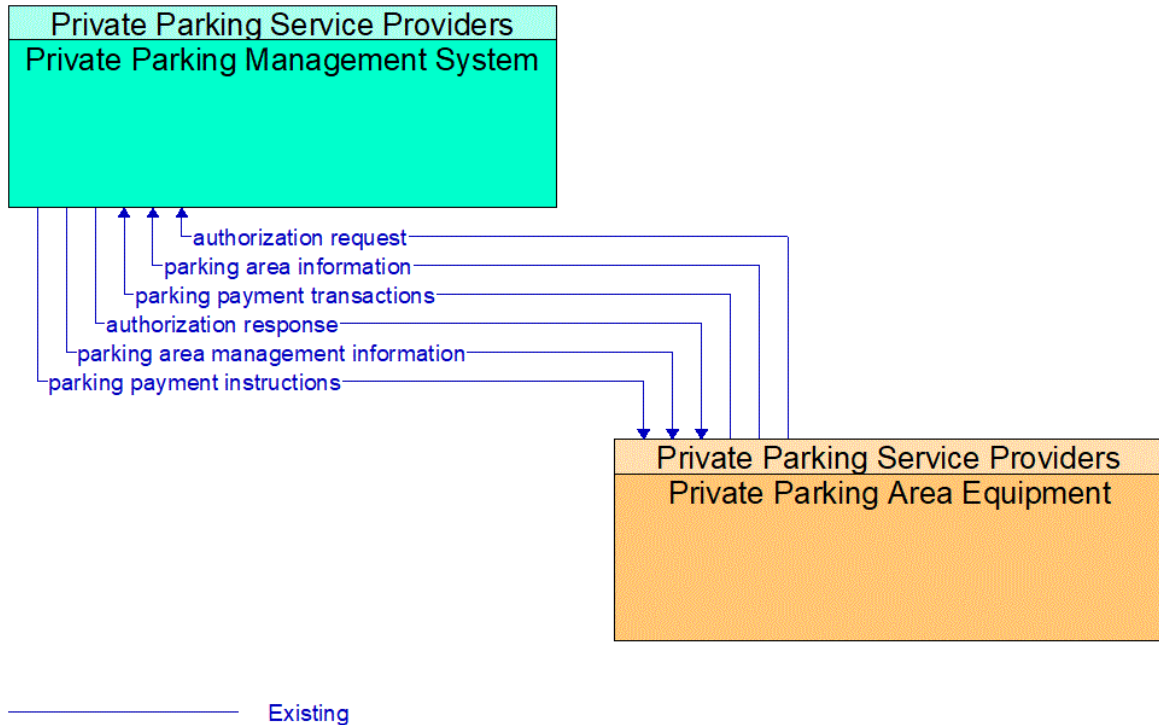 Private Parking Service Providers
Private Parking Management System
authorization request
parking area information
parking payment transactions
authorization response
parking area management information
parking payment instructions
Private Parking Service Providers
Private Parking Area Equipment
Existing